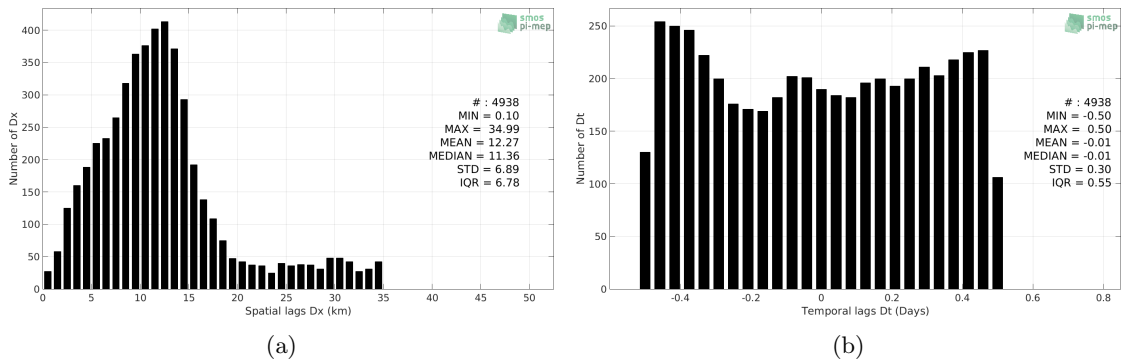 smos
pi-mep
400
350
300
250
200
150
100
50
0
Number of Dx
# : 4938
MIN = 0.10
MAX = 34.99
MEAN = 12.27
MEDIAN = 11.36
STD = 6.89
IQR = 6.78
0 5 10 15 20 25 30 35 40 45 50
Spatial lags Dx (km)
(a)
smos
pi-mep
250
200
150
100
50
0
Number of Dt
# : 4938
MIN = -0.50
MAX = 0.50
MEAN = -0.01
MEDIAN = -0.01
STD = 0.30
IQR = 0.55
-0.4 -0.2 0 0.2 0.4 0.6 0.8
Temporal lags Dt (Days)
(b)